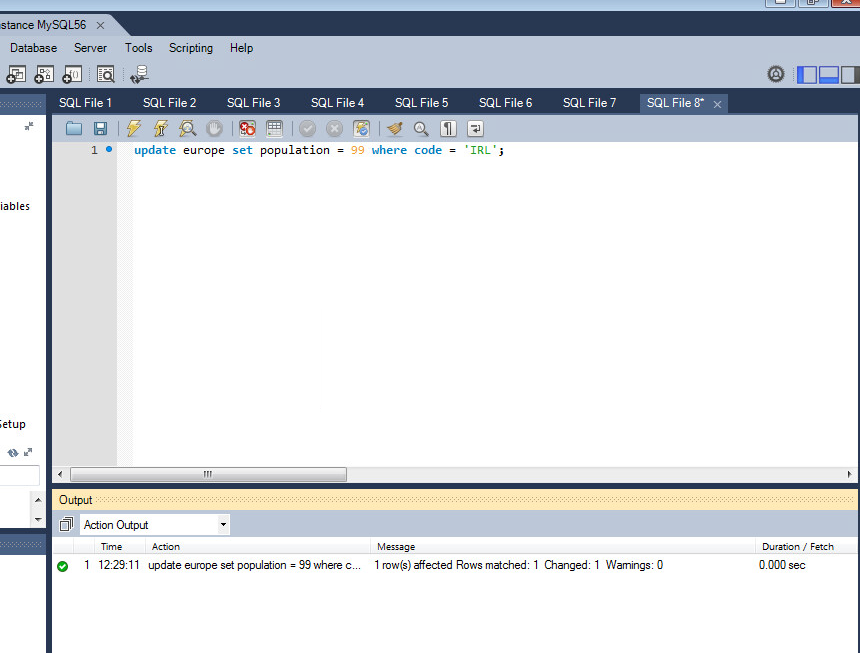 nstance MySQL56
Database Server Tools Scripting Help
SQL File 1 SQL File 2 SQL File 3 SQL File 4 SQL File 5 SQL File 6 SQL File 7 SQL File 8*
1 update europe set population = 99 where code = 'IRL';
iables
Setup
Output
Action Output
Time Action Message Duration / Fetch
1 12:29:11 update europe set population = 99 where c... 1 row(s) affected Rows matched: 1 Changed: 1 Warnings: 0 0.000 sec